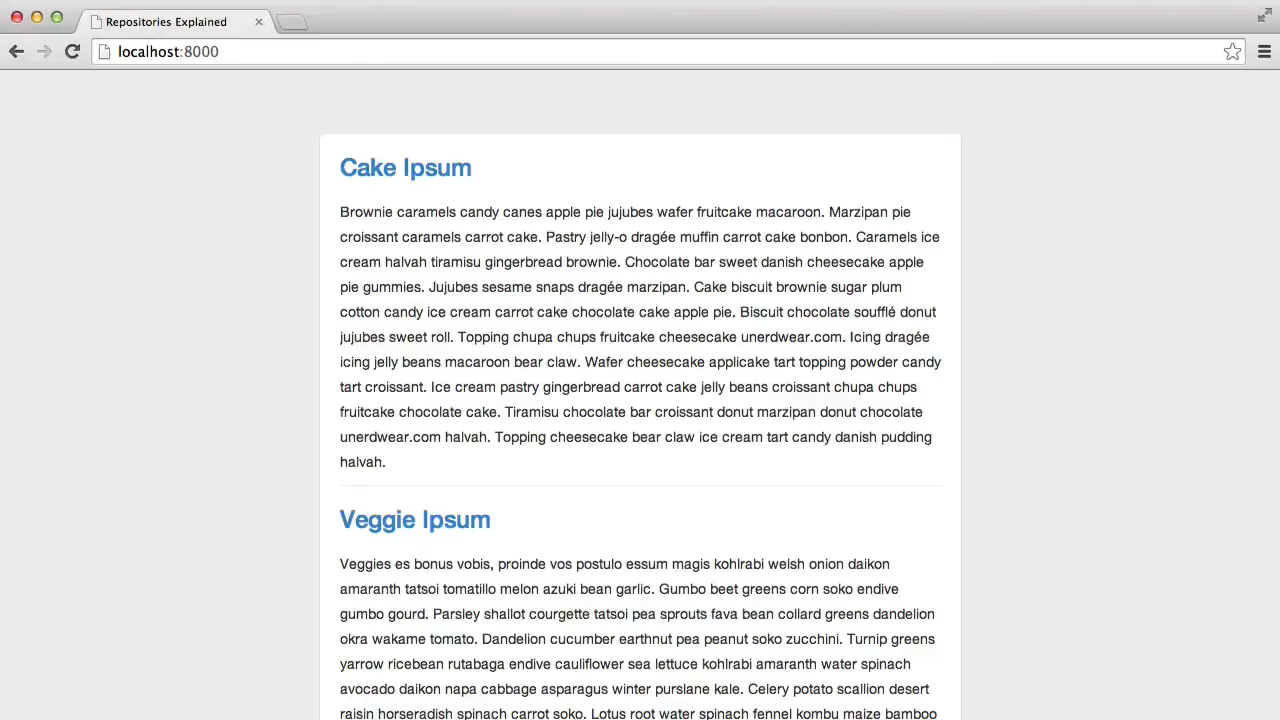 Repositories Explained
localhost:8000
Cake Ipsum
Brownie caramels candy canes apple pie jujubes wafer fruitcake macaroon. Marzipan pie
croissant caramels carrot cake. Pastry jelly-o dragée muffin carrot cake bonbon. Caramels ice
cream halvah tiramisu gingerbread brownie. Chocolate bar sweet danish cheesecake apple
pie gummies. Jujubes sesame snaps dragée marzipan. Cake biscuit brownie sugar plum
cotton candy ice cream carrot cake chocolate cake apple pie. Biscuit chocolate soufflé donut
jujubes sweet roll. Topping chupa chups fruitcake cheesecake unerdwear.com. Icing dragée
icing jelly beans macaroon bear claw. Wafer cheesecake applicake tart topping powder candy
tart croissant. Ice cream pastry gingerbread carrot cake jelly beans croissant chupa chups
fruitcake chocolate cake. Tiramisu chocolate bar croissant donut marzipan donut chocolate
unerdwear.com halvah. Topping cheesecake bear claw ice cream tart candy danish pudding
halvah.
Veggie Ipsum
Veggies es bonus vobis, proinde vos postulo essum magis kohlrabi welsh onion daikon
amaranth tatsoi tomatillo melon azuki bean garlic. Gumbo beet greens corn soko endive
gumbo gourd. Parsley shallot courgette tatsoi pea sprouts fava bean collard greens dandelion
okra wakame tomato. Dandelion cucumber earthnut pea peanut soko zucchini. Turnip greens
yarrow ricebean rutabaga endive cauliflower sea lettuce kohlrabi amaranth water spinach
avocado daikon napa cabbage asparagus winter purslane kale. Celery potato scallion desert
raisin horseradish spinach carrot soko. Lotus root water spinach fennel kombu maize bamboo